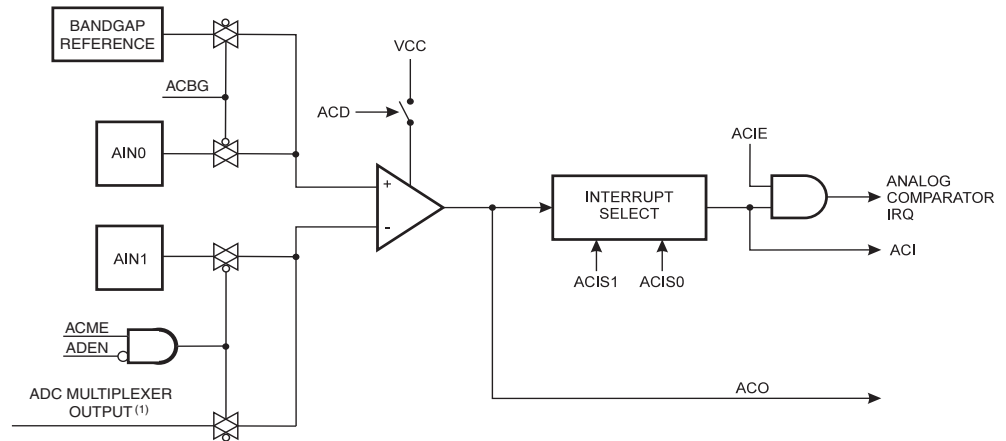 BANDGAP
REFERENCE
VCC
ACBG
ACD
AIN0
ACIE
+
INTERRUPT
SELECT
ANALOG
COMPARATOR
IRQ
-
AIN1
ACI
ACIS1 ACIS0
ACME
ADEN
ADC MULTIPLEXER
OUTPUT (1)
ACO